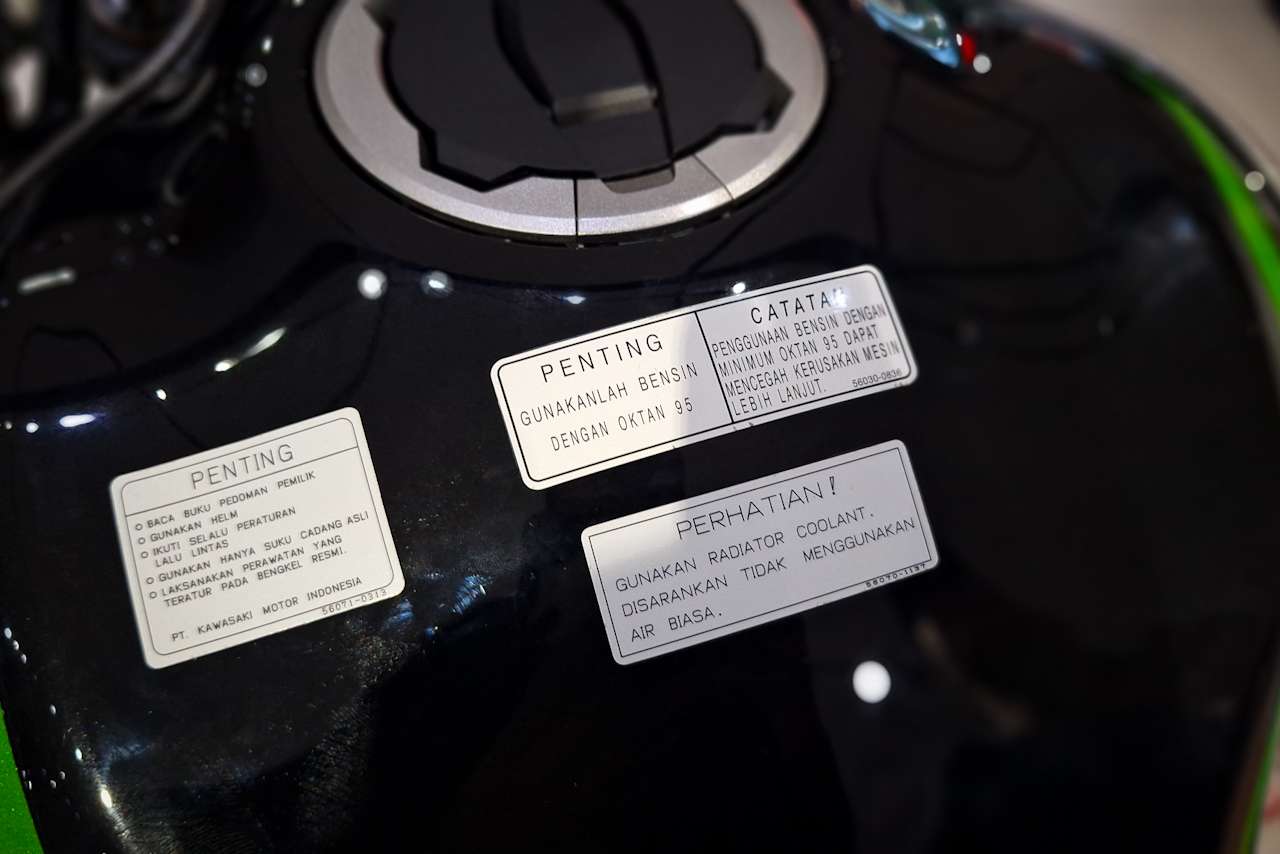 PENTING
GUNAKANLAH BENSIN
DENGAN OKTAN 95
CATATAN
PENGGUNAAN BENSIN DENGAN
MINIMUM OKTAN 95 DAPAT
MENCEGAH KERUSAKAN MESIN
LEBIH LANJUT.
56030-0836
PENTING
BACA BUKU PEDOMAN PEMILIK
GUNAKAN HELM
IKUTI SELALU PERATURAN
LALU LINTAS
GUNAKAN HANYA SUKU CADANG ASLI
LAKSANAKAN PERAWATAN YANG
TERATUR PADA BENGKEL RESMI.
PT. KAWASAKI MOTOR INDONESIA
56071-0313
PERHATIAN!
GUNAKAN RADIATOR COOLANT.
DISARANKAN TIDAK MENGGUNAKAN
AIR BIASA.
56070-1137